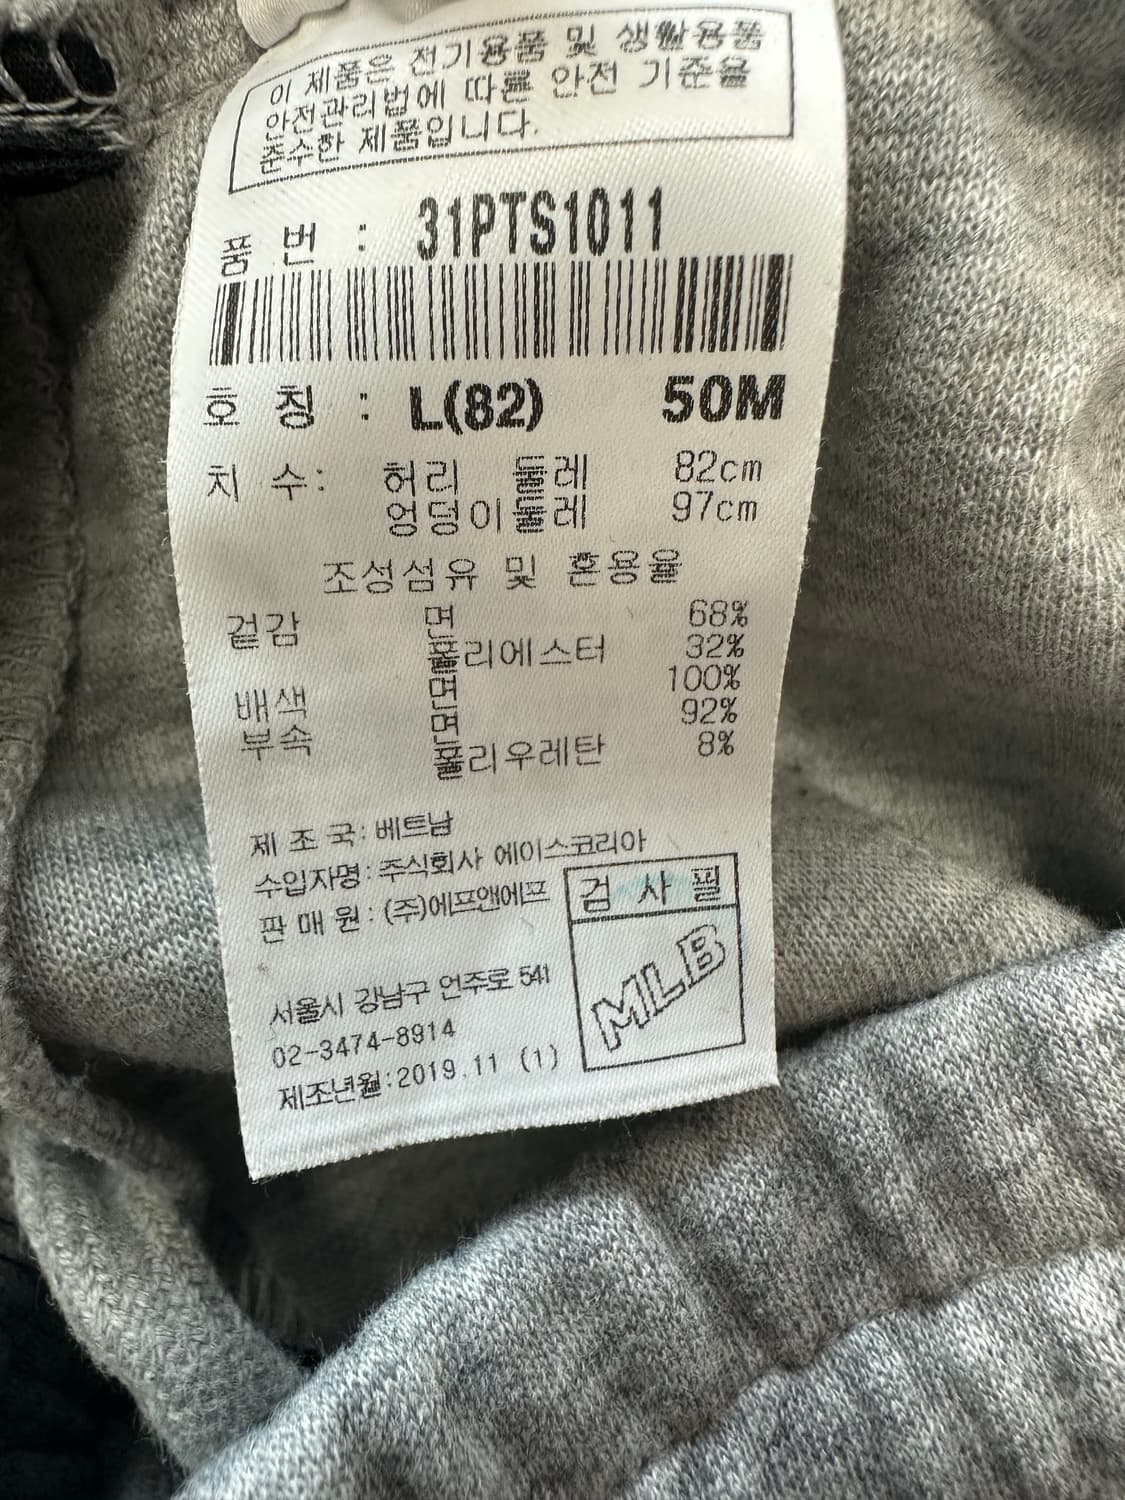 이 제품은 전기용품 및 생활용품
안전관리법에 따른 안전 기준을
준수한 제품입니다.
품 번 : 31PTS1011
호 칭 : L(82) 50M
치 수: 허리 둘레 82cm
엉덩이둘레 97cm
조성섬유 및 혼용율
겉감 면 68%
폴리에스터 32%
배색 면 100%
부속 면 92%
폴리우레탄 8%
제 조 국: 베트남
수입자명: 주식회사 에이스코리아
판 매 원: (주)에프앤에프
검 사 필
MLB
서울시 강남구 언주로 541
02-3474-8914
제조년월:2019.11 (1)